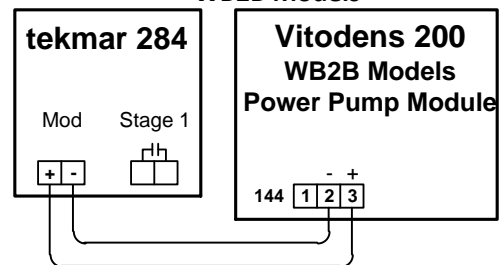 tekmar 284
Mod Stage 1
+ -
Vitodens 200
WB2B Models
Power Pump Module
- +
144 1 2 3